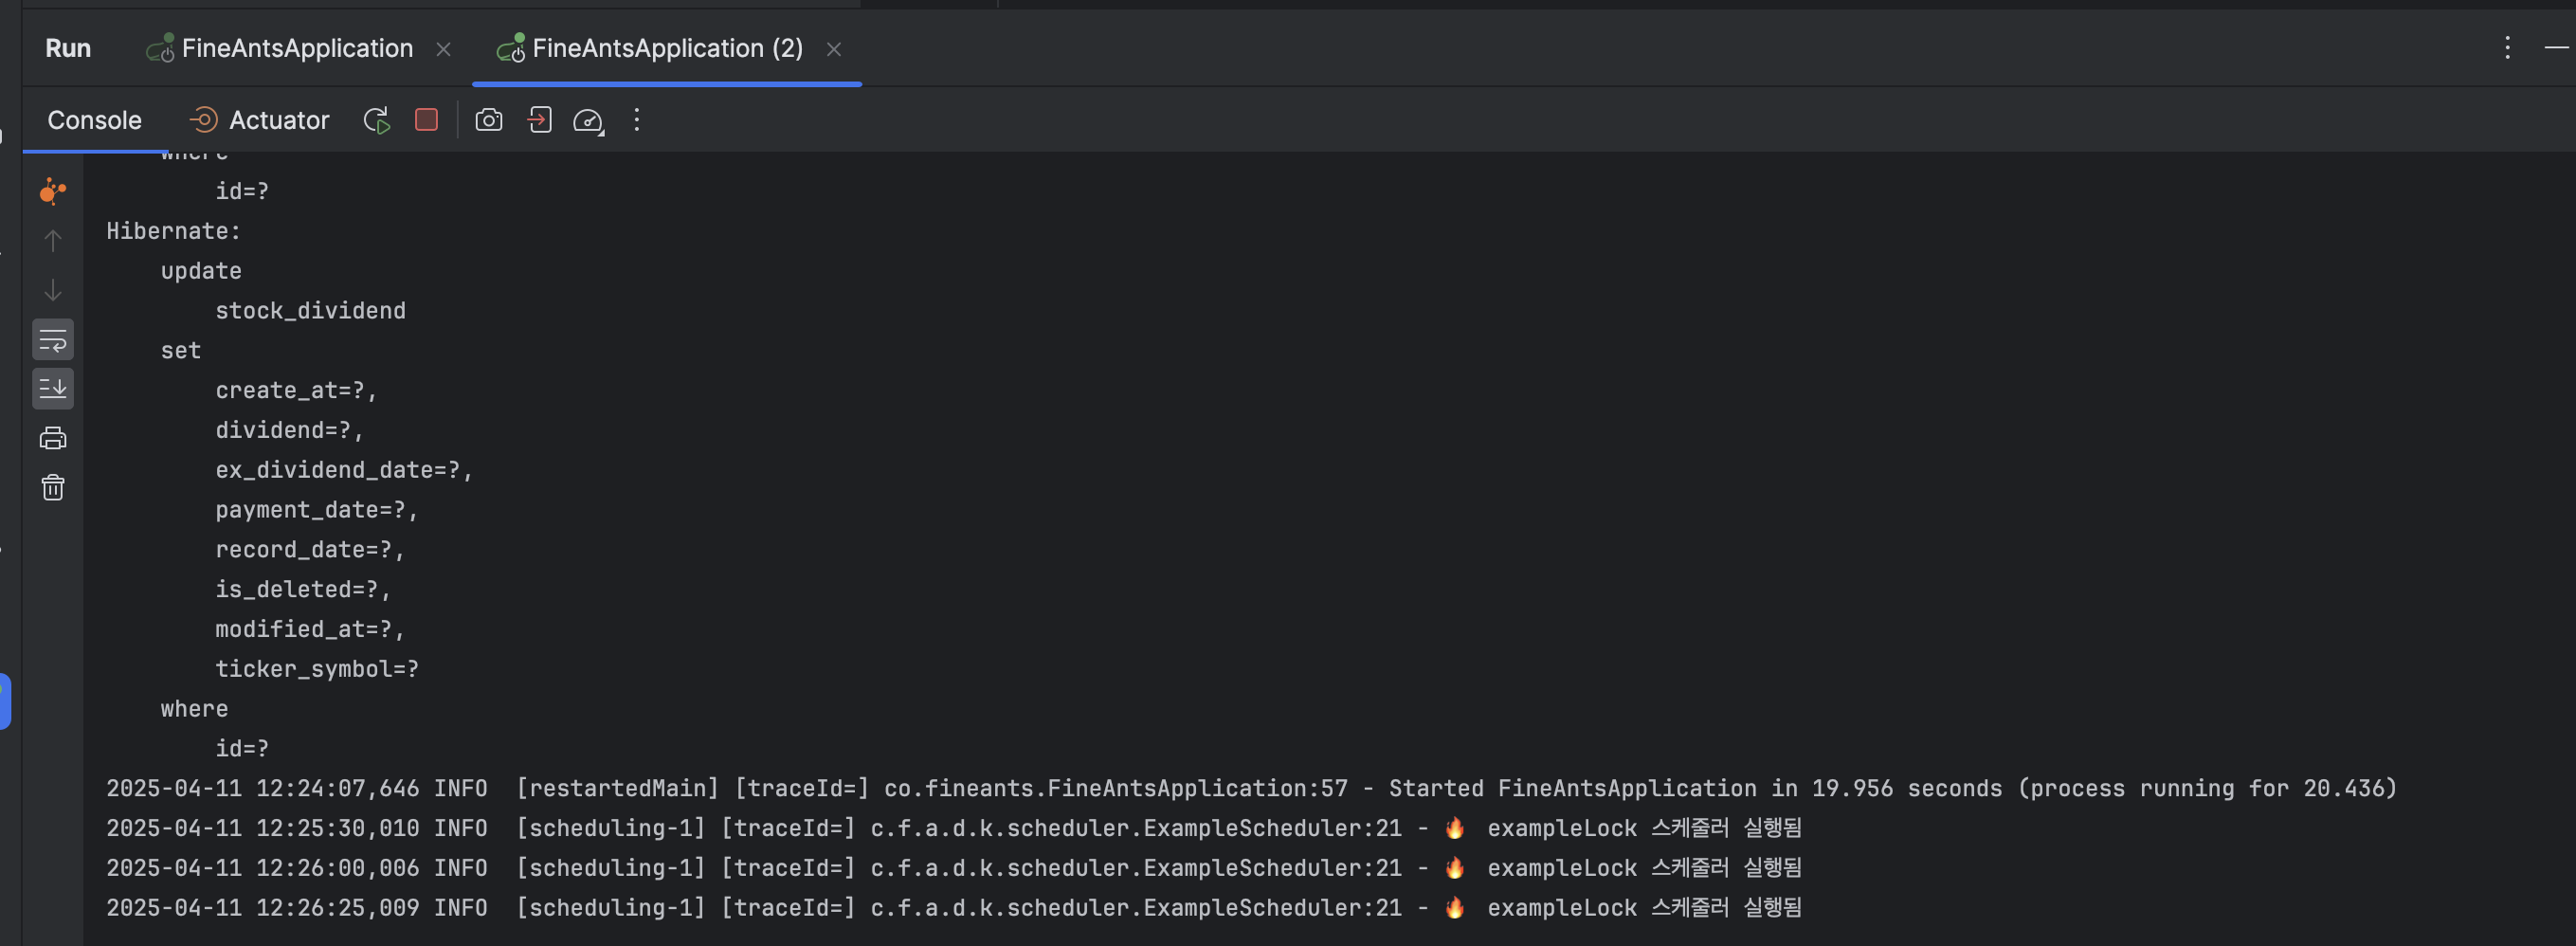 Run FineAntsApplication FineAntsApplication (2)
Console Actuator
where
id=?
Hibernate:
update
stock_dividend
set
create_at=?,
dividend=?,
ex_dividend_date=?,
payment_date=?,
record_date=?,
is_deleted=?,
modified_at=?,
ticker_symbol=?
where
id=?
2025-04-11 12:24:07,646 INFO [restartedMain] [traceId=] co.fineants.FineAntsApplication:57 - Started FineAntsApplication in 19.956 seconds (process running for 20.436)
2025-04-11 12:25:30,010 INFO [scheduling-1] [traceId=] c.f.a.d.k.scheduler.ExampleScheduler:21 - 🔥 exampleLock 스케줄러 실행됨
2025-04-11 12:26:00,006 INFO [scheduling-1] [traceId=] c.f.a.d.k.scheduler.ExampleScheduler:21 - 🔥 exampleLock 스케줄러 실행됨
2025-04-11 12:26:25,009 INFO [scheduling-1] [traceId=] c.f.a.d.k.scheduler.ExampleScheduler:21 - 🔥 exampleLock 스케줄러 실행됨